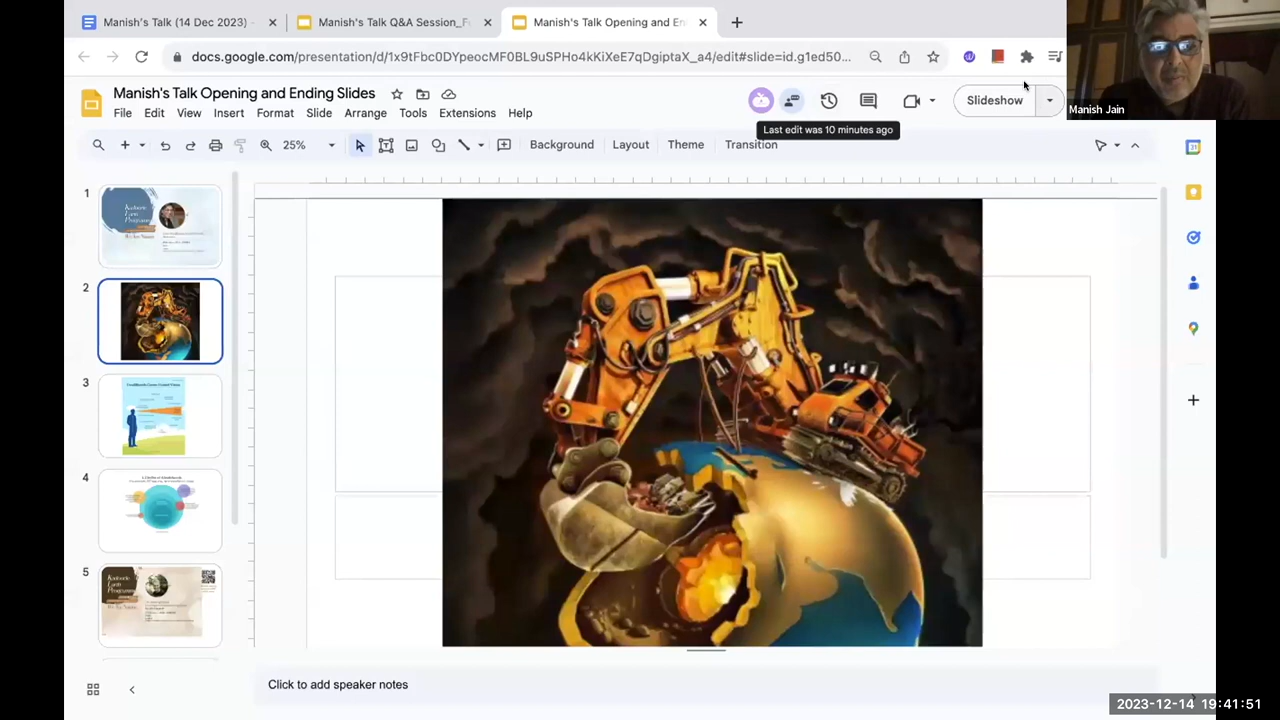 Manish's Talk (14 Dec 2023) -
Manish's Talk Q&A Session_F
Manish's Talk Opening and En
docs.google.com/presentation/d/1x9tFbc0DYpeocMF0BL9uSPHo4kKiXeE7qDgiptaX_a4/edit#slide=id.g1ed50...
Manish's Talk Opening and Ending Slides
File Edit View Insert Format Slide Arrange Tools Extensions Help
Slideshow
Manish Jain
Last edit was 10 minutes ago
25%
Background Layout Theme Transition
31
1
2
3
4
5
Click to add speaker notes
2023-12-14 19:41:51